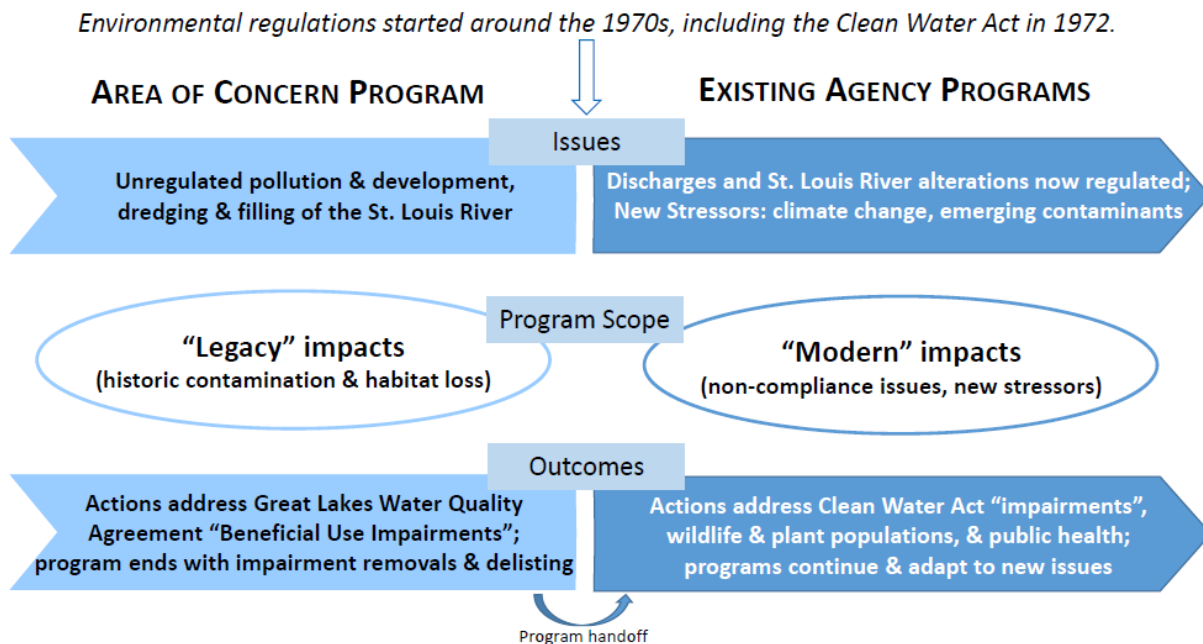 Environmental regulations started around the 1970s, including the Clean Water Act in 1972.
AREA OF CONCERN PROGRAM
EXISTING AGENCY PROGRAMS
Issues
Unregulated pollution & development,
dredging & filling of the St. Louis River
Discharges and St. Louis River alterations now regulated;
New Stressors: climate change, emerging contaminants
Program Scope
“Legacy” impacts
(historic contamination & habitat loss)
“Modern” impacts
(non-compliance issues, new stressors)
Outcomes
Actions address Great Lakes Water Quality
Agreement “Beneficial Use Impairments”;
program ends with impairment removals & delisting
Actions address Clean Water Act “impairments”,
wildlife & plant populations, & public health;
programs continue & adapt to new issues
Program handoff